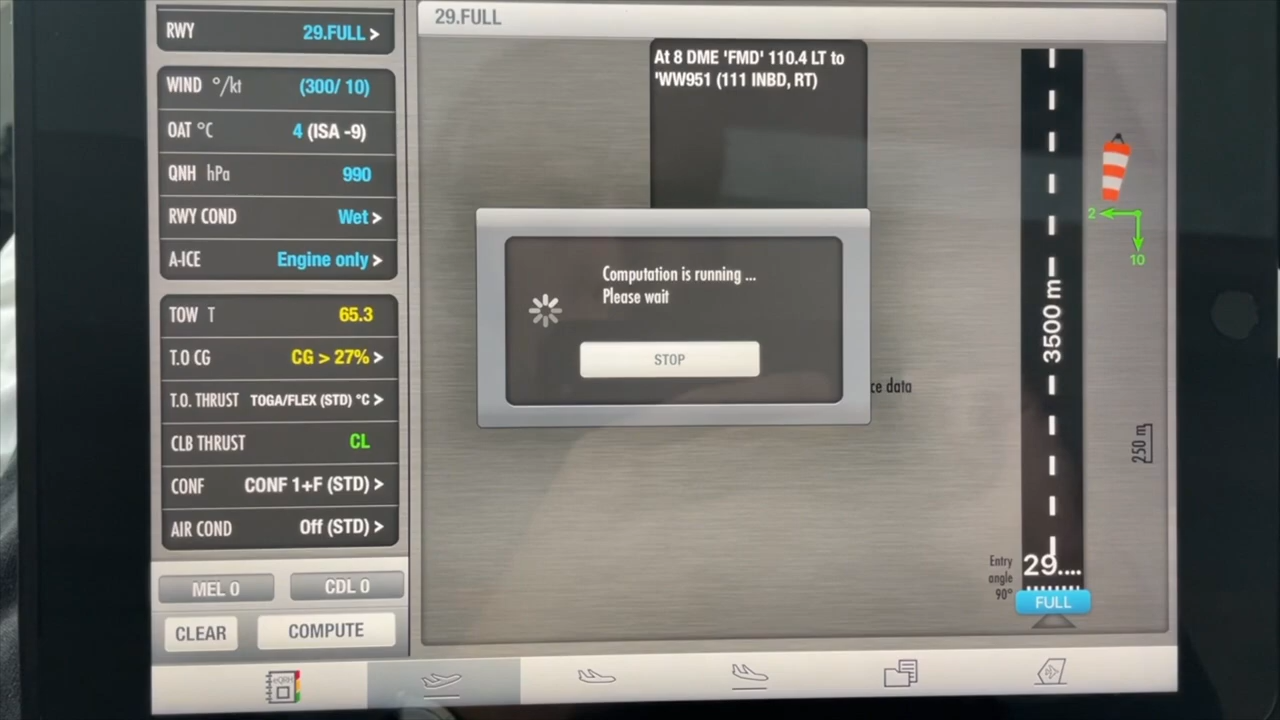 RWY 29.FULL >
WIND °/kt (300/ 10)
OAT °C 4 (ISA -9)
QNH hPa 990
RWY COND Wet >
A-ICE Engine only >
TOW T 65.3
T.O CG CG > 27% >
T.O. THRUST TOGA/FLEX (STD) °C >
CLB THRUST CL
CONF CONF 1+F (STD) >
AIR COND Off (STD) >
MEL 0 CDL 0
CLEAR COMPUTE
29.FULL
At 8 DME 'FMD' 110.4 LT to
'WW951 (111 INBD, RT)
Computation is running ...
Please wait
STOP
ce data
2
10
3500 m
250 m
Entry
angle
90°
29....
FULL
eQRH